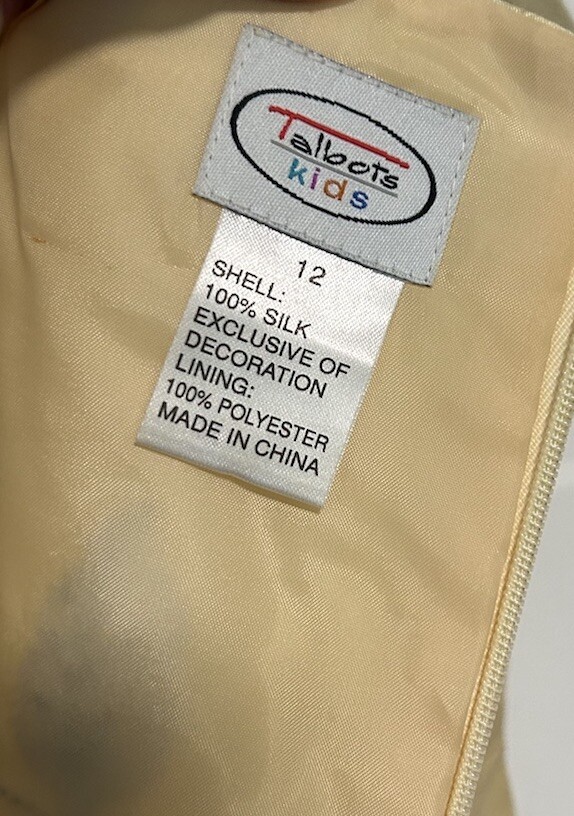 Talbots
kids
12
SHELL:
100% SILK
EXCLUSIVE OF
DECORATION
LINING:
100% POLYESTER
MADE IN CHINA